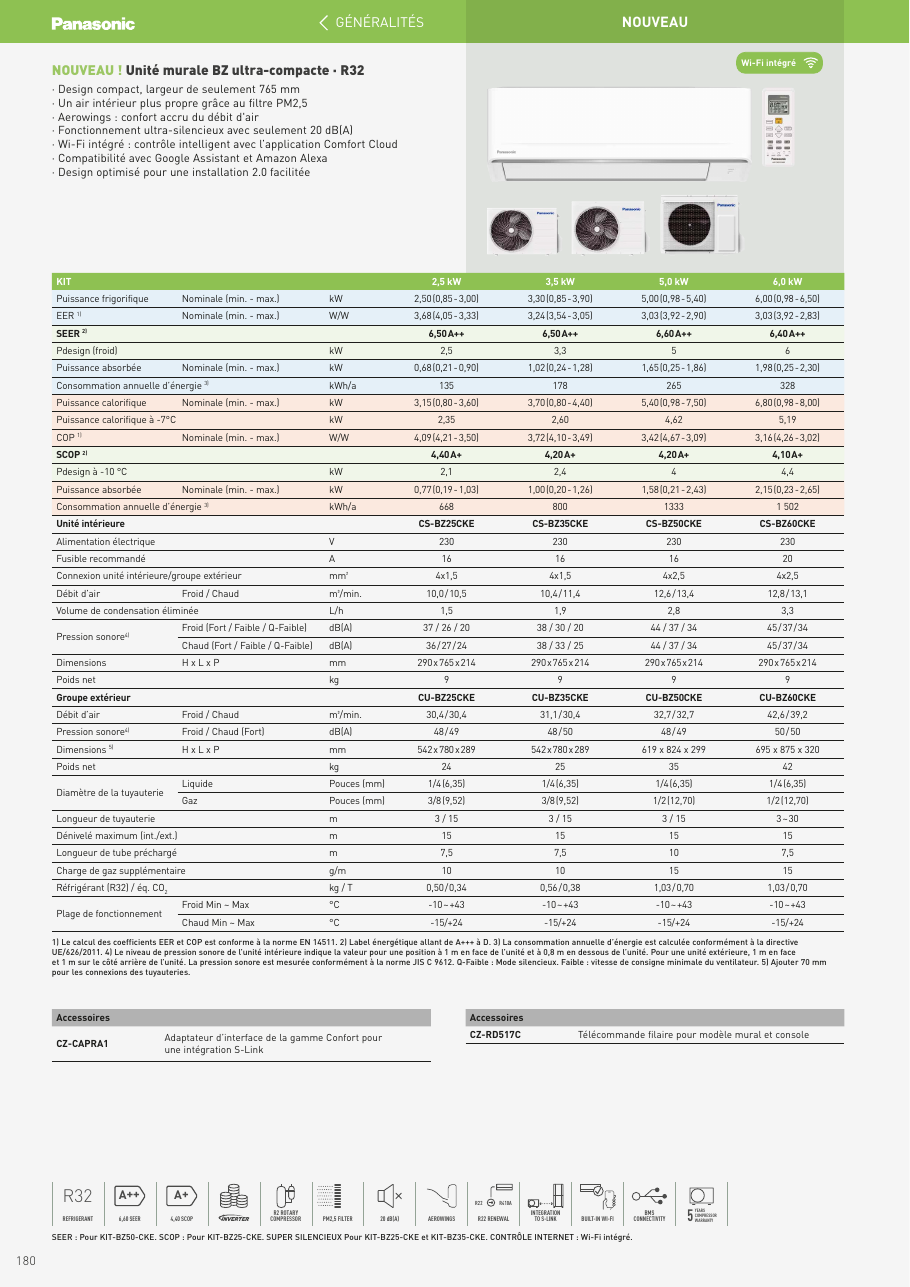 Panasonic
GÉNÉRALITÉS
NOUVEAU
NOUVEAU ! Unité murale BZ ultra-compacte · R32
· Design compact, largeur de seulement 765 mm
· Un air intérieur plus propre grâce au filtre PM2,5
· Aerowings : confort accru du débit d'air
· Fonctionnement ultra-silencieux avec seulement 20 dB(A)
· Wi-Fi intégré : contrôle intelligent avec l'application Comfort Cloud
· Compatibilité avec Google Assistant et Amazon Alexa
· Design optimisé pour une installation 2.0 facilitée
Wi-Fi intégré
Panasonic
Panasonic
Panasonic
Panasonic
KIT 2,5 kW 3,5 kW 5,0 kW 6,0 kW
Puissance frigorifique Nominale (min. - max.) kW 2,50 (0,85 - 3,00) 3,30 (0,85 - 3,90) 5,00 (0,98 - 5,40) 6,00 (0,98 - 6,50)
EER 1) Nominale (min. - max.) W/W 3,68 (4,05 - 3,33) 3,24 (3,54 - 3,05) 3,03 (3,92 - 2,90) 3,03 (3,92 - 2,83)
SEER 2) 6,50 A++ 6,50 A++ 6,60 A++ 6,40 A++
Pdesign (froid) kW 2,5 3,3 5 6
Puissance absorbée Nominale (min. - max.) kW 0,68 (0,21 - 0,90) 1,02 (0,24 - 1,28) 1,65 (0,25 - 1,86) 1,98 (0,25 - 2,30)
Consommation annuelle d'énergie 3) kWh/a 135 178 265 328
Puissance calorifique Nominale (min. - max.) kW 3,15 (0,80 - 3,60) 3,70 (0,80 - 4,40) 5,40 (0,98 - 7,50) 6,80 (0,98 - 8,00)
Puissance calorifique à -7°C kW 2,35 2,60 4,62 5,19
COP 1) Nominale (min. - max.) W/W 4,09 (4,21 - 3,50) 3,72 (4,10 - 3,49) 3,42 (4,67 - 3,09) 3,16 (4,26 - 3,02)
SCOP 2) 4,40 A+ 4,20 A+ 4,20 A+ 4,10 A+
Pdesign à -10 °C kW 2,1 2,4 4 4,4
Puissance absorbée Nominale (min. - max.) kW 0,77 (0,19 - 1,03) 1,00 (0,20 - 1,26) 1,58 (0,21 - 2,43) 2,15 (0,23 - 2,65)
Consommation annuelle d'énergie 3) kWh/a 668 800 1333 1 502
Unité intérieure CS-BZ25CKE CS-BZ35CKE CS-BZ50CKE CS-BZ60CKE
Alimentation électrique V 230 230 230 230
Fusible recommandé A 16 16 16 20
Connexion unité intérieure/groupe extérieur mm² 4x1,5 4x1,5 4x2,5 4x2,5
Débit d'air Froid / Chaud m³/min. 10,0 / 10,5 10,4 / 11,4 12,6 / 13,4 12,8 / 13,1
Volume de condensation éliminée L/h 1,5 1,9 2,8 3,3
Pression sonore4) Froid (Fort / Faible / Q-Faible) dB(A) 37 / 26 / 20 38 / 30 / 20 44 / 37 / 34 45/37/34
Chaud (Fort / Faible / Q-Faible) dB(A) 36/27/24 38 / 33 / 25 44 / 37 / 34 45/37/34
Dimensions H x L x P mm 290 x 765 x 214 290 x 765 x 214 290 x 765 x 214 290 x 765 x 214
Poids net kg 9 9 9 9
Groupe extérieur CU-BZ25CKE CU-BZ35CKE CU-BZ50CKE CU-BZ60CKE
Débit d'air Froid / Chaud m³/min. 30,4 / 30,4 31,1 / 30,4 32,7 / 32,7 42,6 / 39,2
Pression sonore4) Froid / Chaud (Fort) dB(A) 48 / 49 48 / 50 48 / 49 50 / 50
Dimensions 5) H x L x P mm 542 x 780 x 289 542 x 780 x 289 619 x 824 x 299 695 x 875 x 320
Poids net kg 24 25 35 42
Diamètre de la tuyauterie Liquide Pouces (mm) 1/4 (6,35) 1/4 (6,35) 1/4 (6,35) 1/4 (6,35)
Gaz Pouces (mm) 3/8 (9,52) 3/8 (9,52) 1/2 (12,70) 1/2 (12,70)
Longueur de tuyauterie m 3 / 15 3 / 15 3 / 15 3 ~ 30
Dénivelé maximum (int./ext.) m 15 15 15 15
Longueur de tube préchargé m 7,5 7,5 10 7,5
Charge de gaz supplémentaire g/m 10 10 15 15
Réfrigérant (R32) / éq. CO2 kg / T 0,50 / 0,34 0,56 / 0,38 1,03 / 0,70 1,03 / 0,70
Plage de fonctionnement Froid Min ~ Max °C -10 ~ +43 -10 ~ +43 -10 ~ +43 -10 ~ +43
Chaud Min ~ Max °C -15/+24 -15/+24 -15/+24 -15/+24
1) Le calcul des coefficients EER et COP est conforme à la norme EN 14511. 2) Label énergétique allant de A+++ à D. 3) La consommation annuelle d'énergie est calculée conformément à la directive
UE/626/2011. 4) Le niveau de pression sonore de l'unité intérieure indique la valeur pour une position à 1 m en face de l'unité et à 0,8 m en dessous de l'unité. Pour une unité extérieure, 1 m en face
et 1 m sur le côté arrière de l'unité. La pression sonore est mesurée conformément à la norme JIS C 9612. Q-Faible : Mode silencieux. Faible : vitesse de consigne minimale du ventilateur. 5) Ajouter 70 mm
pour les connexions des tuyauteries.
Accessoires
CZ-CAPRA1 Adaptateur d'interface de la gamme Confort pour
une intégration S-Link
Accessoires
CZ-RD517C Télécommande filaire pour modèle mural et console
R32
REFRIGERANT
A++
6,60 SEER
A+
4,40 SCOP
INVERTER
R2 ROTARY
COMPRESSOR
PM2,5 FILTER
20 dB(A)
AEROWINGS
R22 R410A
R22 RENEWAL
INTEGRATION
TO S-LINK
BUILT-IN WI-FI
BMS
CONNECTIVITY
5 YEARS
COMPRESSOR
WARRANTY
SEER : Pour KIT-BZ50-CKE. SCOP : Pour KIT-BZ25-CKE. SUPER SILENCIEUX Pour KIT-BZ25-CKE et KIT-BZ35-CKE. CONTRÔLE INTERNET : Wi-Fi intégré.
180